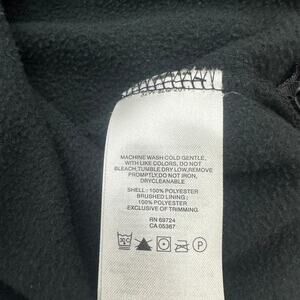 MACHINE WASH COLD GENTLE,
WITH LIKE COLORS, DO NOT
BLEACH,TUMBLE DRY LOW,REMOVE
PROMPTLY,DO NOT IRON,
DRYCLEANABLE
SHELL : 100% POLYESTER
BRUSHED LINING :
100% POLYESTER
EXCLUSIVE OF TRIMMING.
RN 69724
CA 05367
30C P